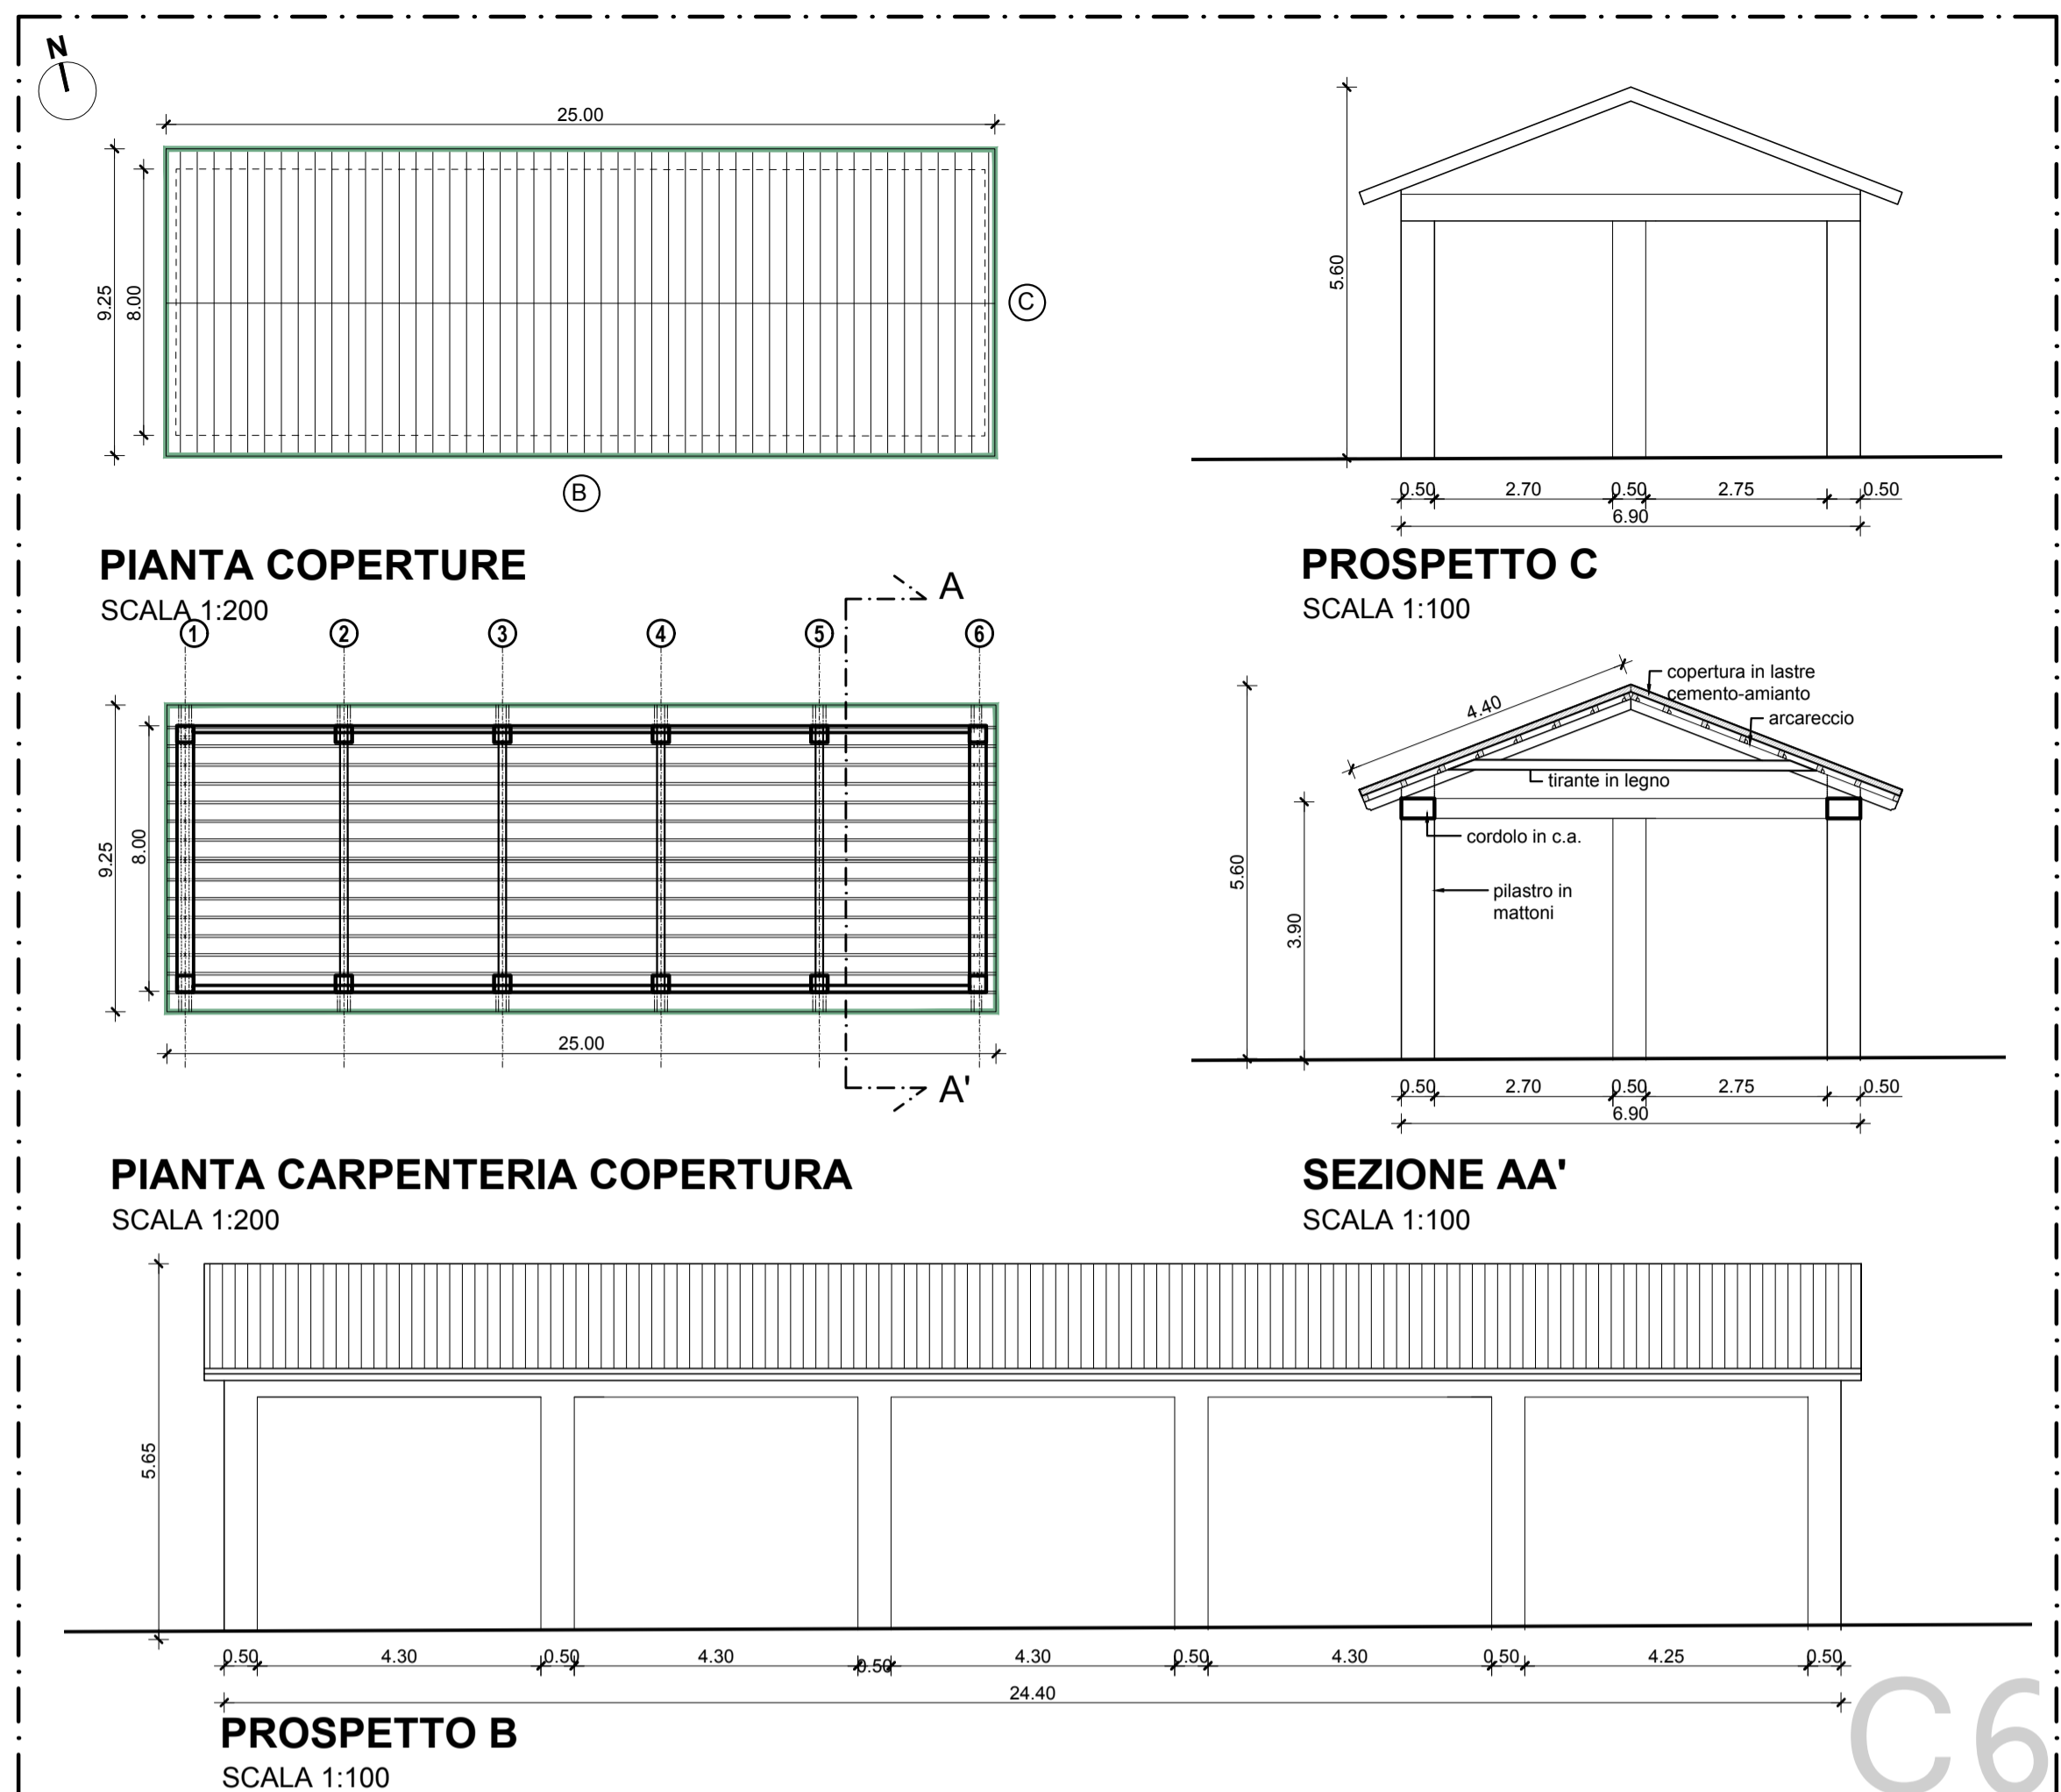 N
25.00
9.25
8.00
C
B
PIANTA COPERTURE
SCALA 1:200
5.60
0.50 2.70 0.50 2.75 0.50
6.90
PROSPETTO C
SCALA 1:100
A
1 2 3 4 5 6
9.25
8.00
25.00
A'
PIANTA CARPENTERIA COPERTURA
SCALA 1:200
4.40
copertura in lastre
cemento-amianto
arcareccio
tirante in legno
cordolo in c.a.
pilastro in
mattoni
5.60
3.90
0.50 2.70 0.50 2.75 0.50
6.90
SEZIONE AA'
SCALA 1:100
5.65
0.50 4.30 0.50 4.30 0.50 4.30 0.50 4.30 0.50 4.25 0.50
24.40
PROSPETTO B
SCALA 1:100
C6